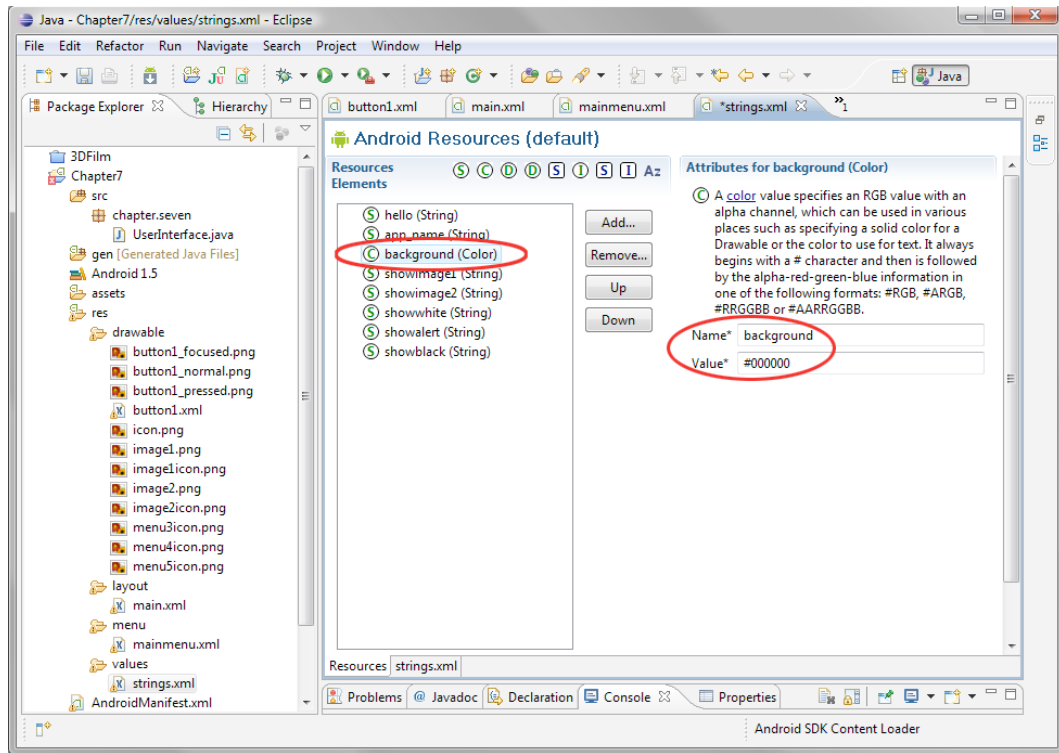 Java - Chapter7/res/values/strings.xml - Eclipse
File Edit Refactor Run Navigate Search Project Window Help
Java
Package Explorer Hierarchy
3DFilm
Chapter7
src
chapter.seven
UserInterface.java
gen [Generated Java Files]
Android 1.5
assets
res
drawable
button1_focused.png
button1_normal.png
button1_pressed.png
button1.xml
icon.png
image1.png
image1icon.png
image2.png
image2icon.png
menu3icon.png
menu4icon.png
menu5icon.png
layout
main.xml
menu
mainmenu.xml
values
strings.xml
AndroidManifest.xml
button1.xml main.xml mainmenu.xml *strings.xml »1
Android Resources (default)
Resources Elements
S C D D S I S I Az
S hello (String)
S app_name (String)
C background (Color)
S showimage1 (String)
S showimage2 (String)
S showwhite (String)
S showalert (String)
S showblack (String)
Add...
Remove...
Up
Down
Attributes for background (Color)
C A color value specifies an RGB value with an
alpha channel, which can be used in various
places such as specifying a solid color for a
Drawable or the color to use for text. It always
begins with a # character and then is followed
by the alpha-red-green-blue information in
one of the following formats: #RGB, #ARGB,
#RRGGBB or #AARRGGBB.
Name* background
Value* #000000
Resources strings.xml
Problems @ Javadoc Declaration Console Properties
Android SDK Content Loader